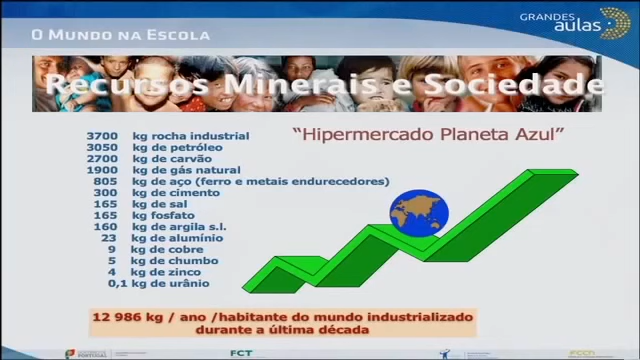 GRANDES
aulas
O MUNDO NA ESCOLA
Recursos Minerais e Sociedade
"Hipermercado Planeta Azul"
3700 kg rocha industrial
3050 kg de petróleo
2700 kg de carvão
1900 kg de gás natural
805 kg de aço (ferro e metais endurecedores)
300 kg de cimento
165 kg de sal
165 kg fosfato
160 kg de argila s.l.
23 kg de alumínio
9 kg de cobre
5 kg de chumbo
4 kg de zinco
0,1 kg de urânio
12 986 kg / ano /habitante do mundo industrializado
durante a última década
FCT